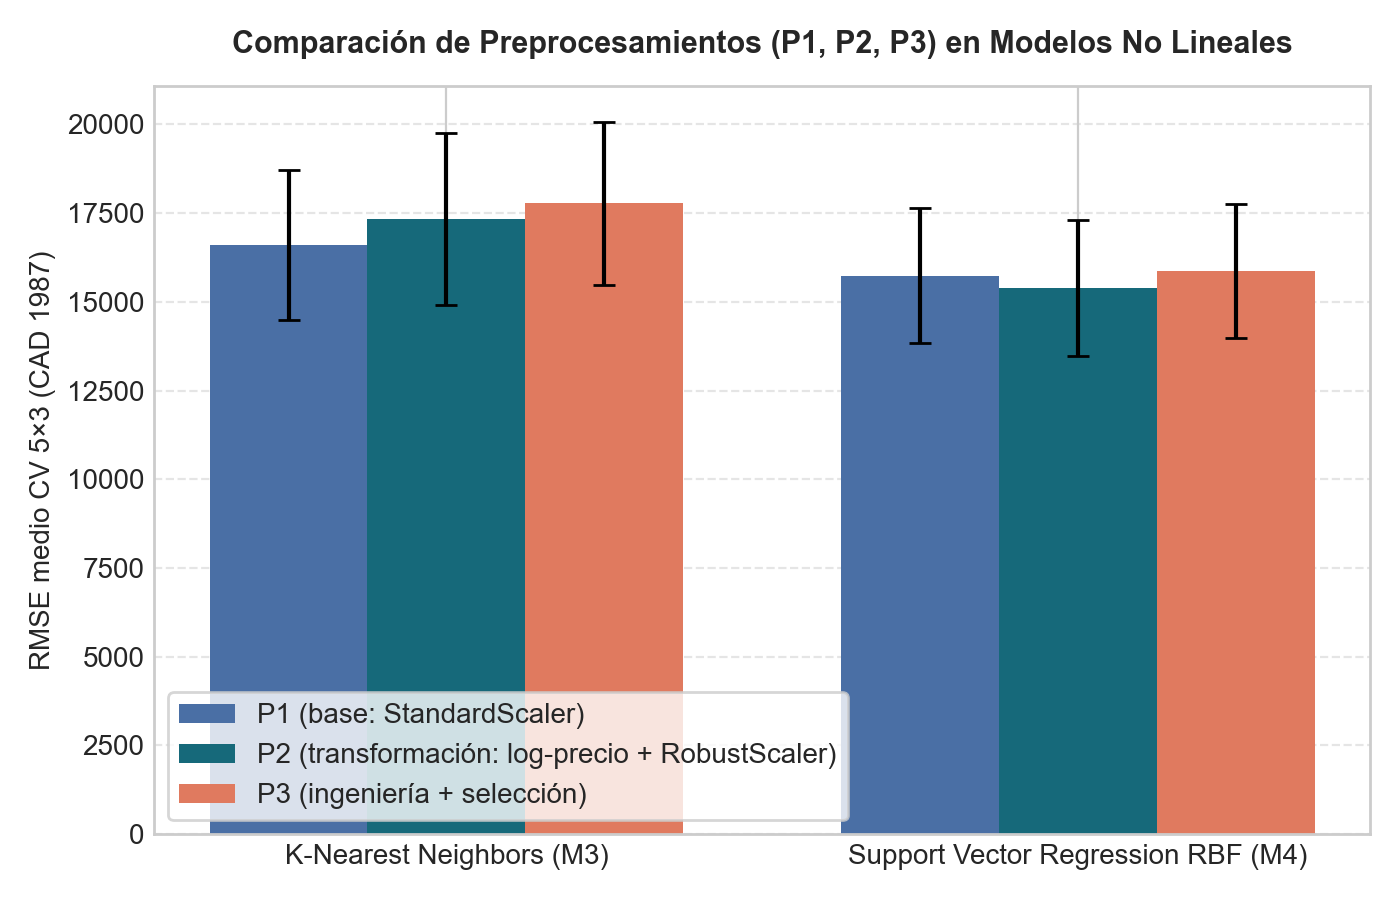 Comparación de Preprocesamientos (P1, P2, P3) en Modelos No Lineales
RMSE medio CV 5×3 (CAD 1987)
20000
17500
15000
12500
10000
7500
5000
2500
0
P1 (base: StandardScaler)
P2 (transformación: log-precio + RobustScaler)
P3 (ingeniería + selección)
K-Nearest Neighbors (M3)
Support Vector Regression RBF (M4)